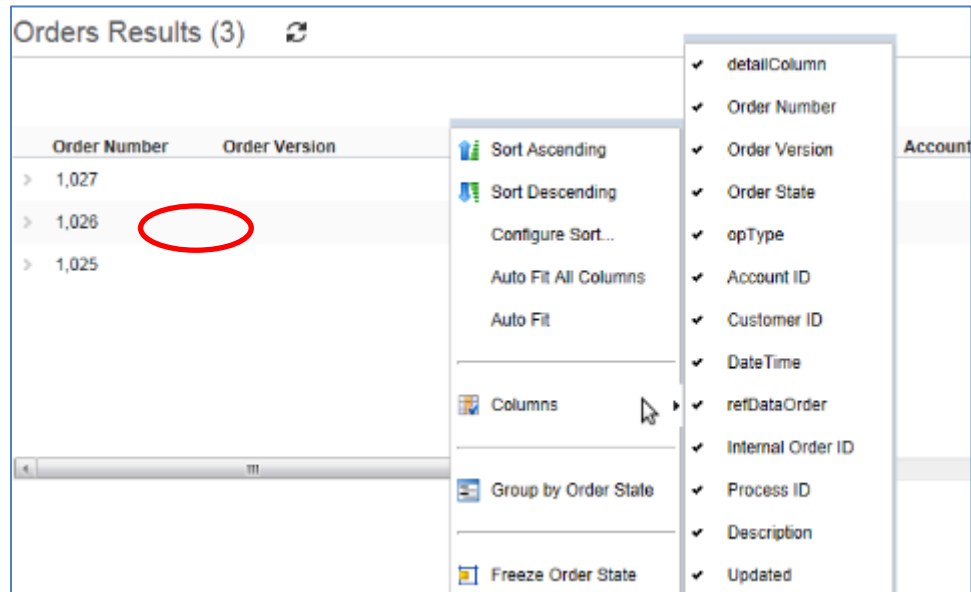 Orders Results (3)
Order Number Order Version Account
1,027
1,026
1,025
Sort Ascending
Sort Descending
Configure Sort...
Auto Fit All Columns
Auto Fit
Columns
Group by Order State
Freeze Order State
detailColumn
Order Number
Order Version
Order State
opType
Account ID
Customer ID
DateTime
refDataOrder
Internal Order ID
Process ID
Description
Updated